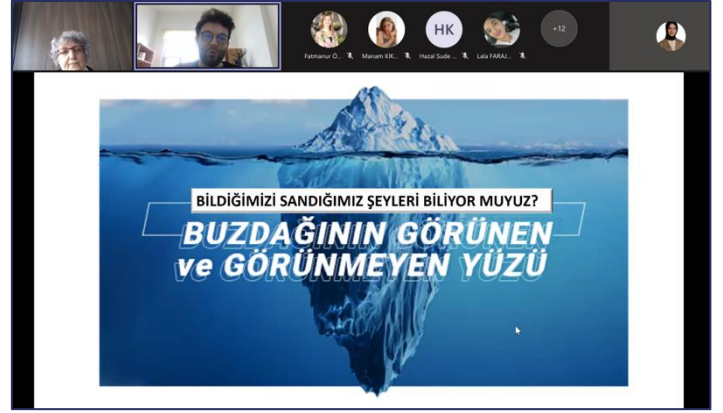 HK
+12
Fatmanur Ö...
Mariam KIK...
Hazal Sude ...
Lala FARAJ...
BİLDİĞİMİZİ SANDIĞIMIZ ŞEYLERİ BİLİYOR MUYUZ?
BUZDAĞININ GÖRÜNEN
ve GÖRÜNMEYEN YÜZÜ